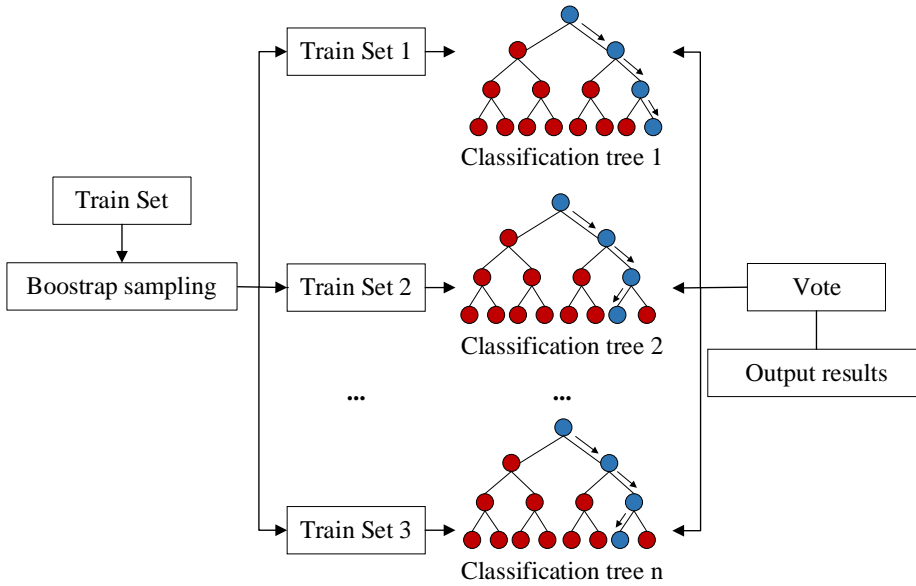 Train Set 1
Classification tree 1
Train Set
Boostrap sampling
Train Set 2
Classification tree 2
Vote
Output results
... ...
Train Set 3
Classification tree n